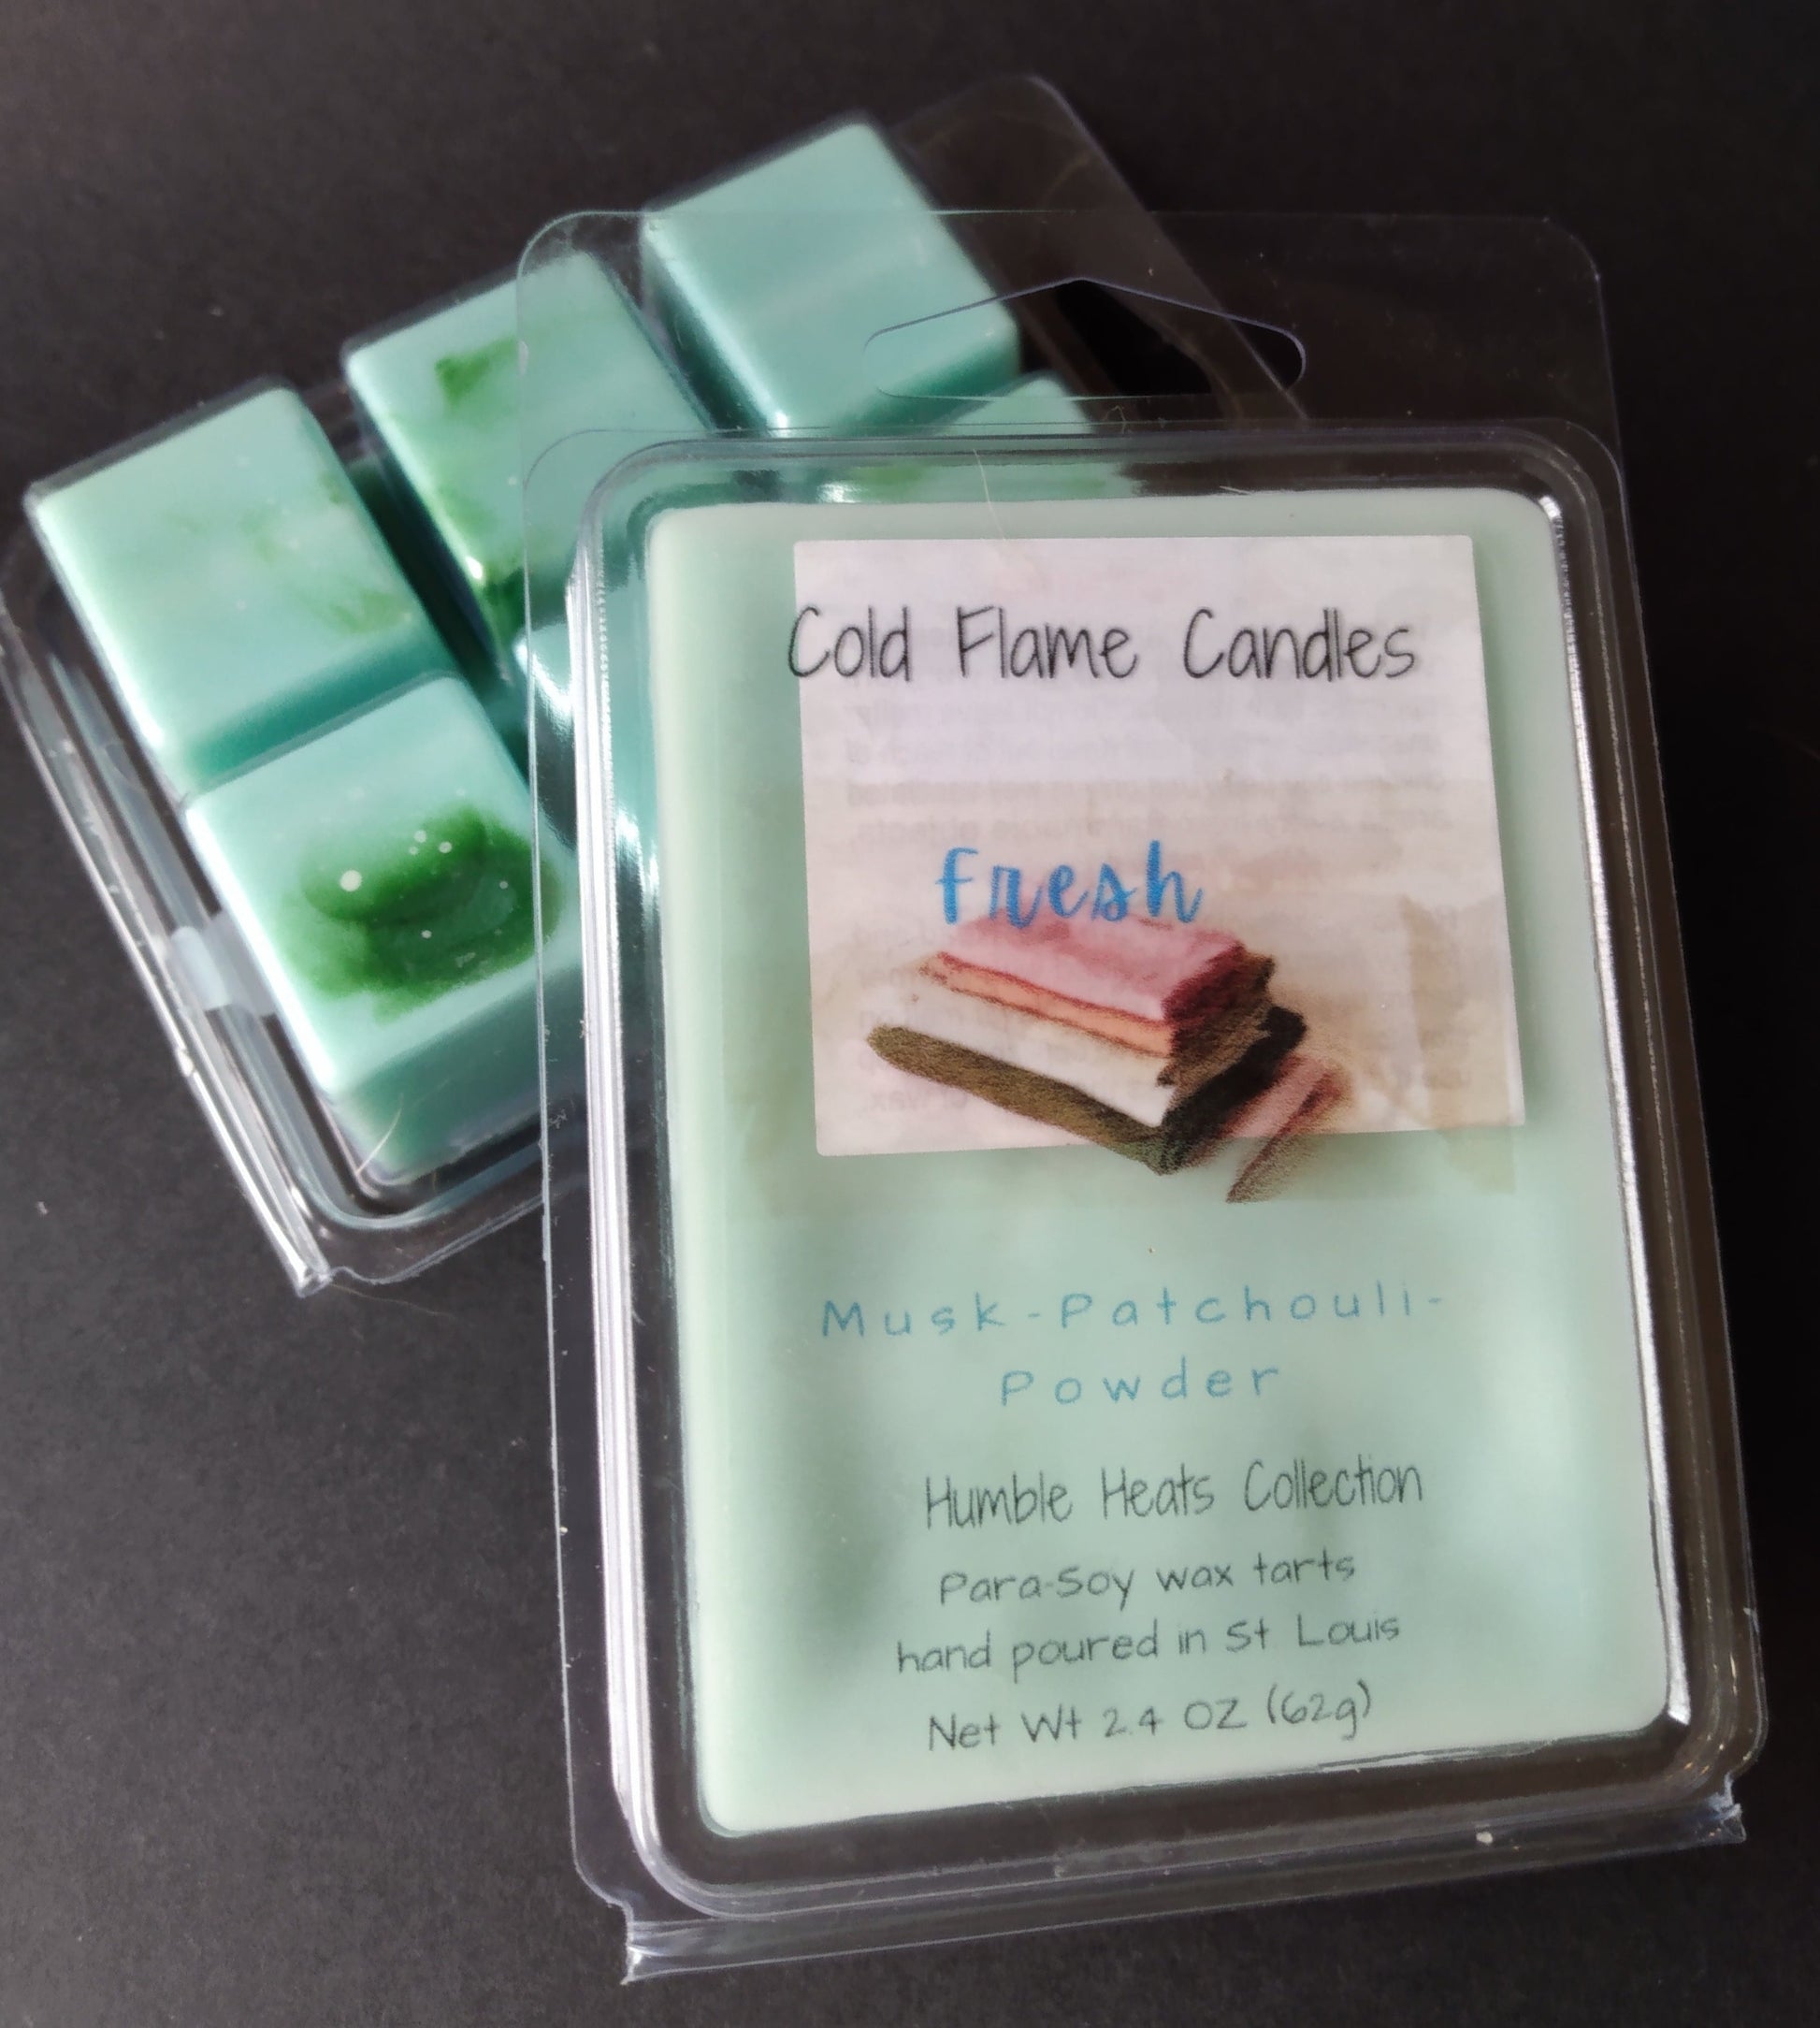 Cold Flame Candles
fresh
Musk-Patchouli-
Powder
Humble Heats Collection
Para-Soy wax tarts
hand poured in St Louis
Net Wt 2.4 OZ (62g)